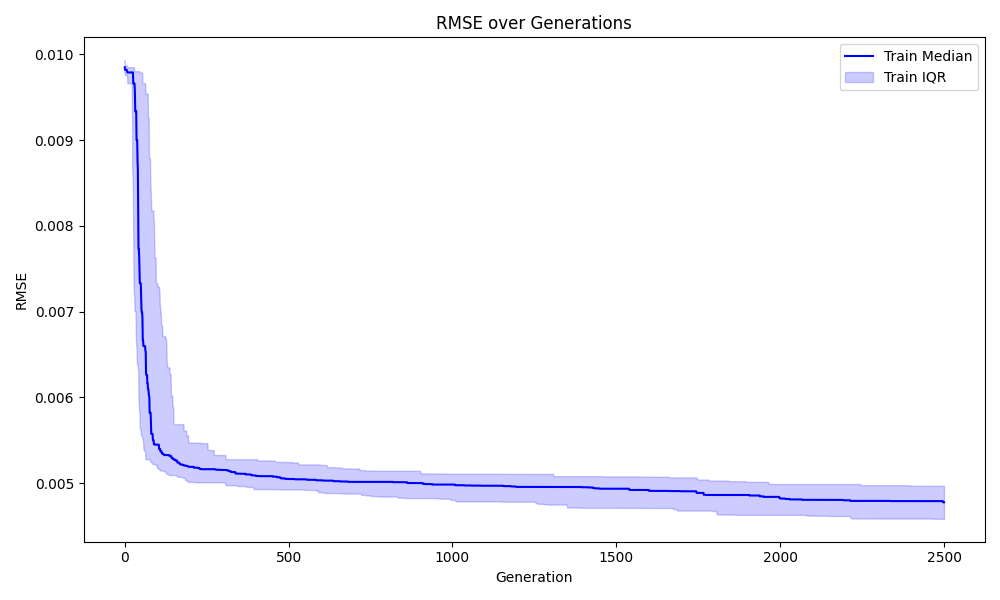 RMSE over Generations
Train Median
Train IQR
0.010
0.009
0.008
0.007
0.006
0.005
RMSE
0
500
1000
1500
2000
2500
Generation